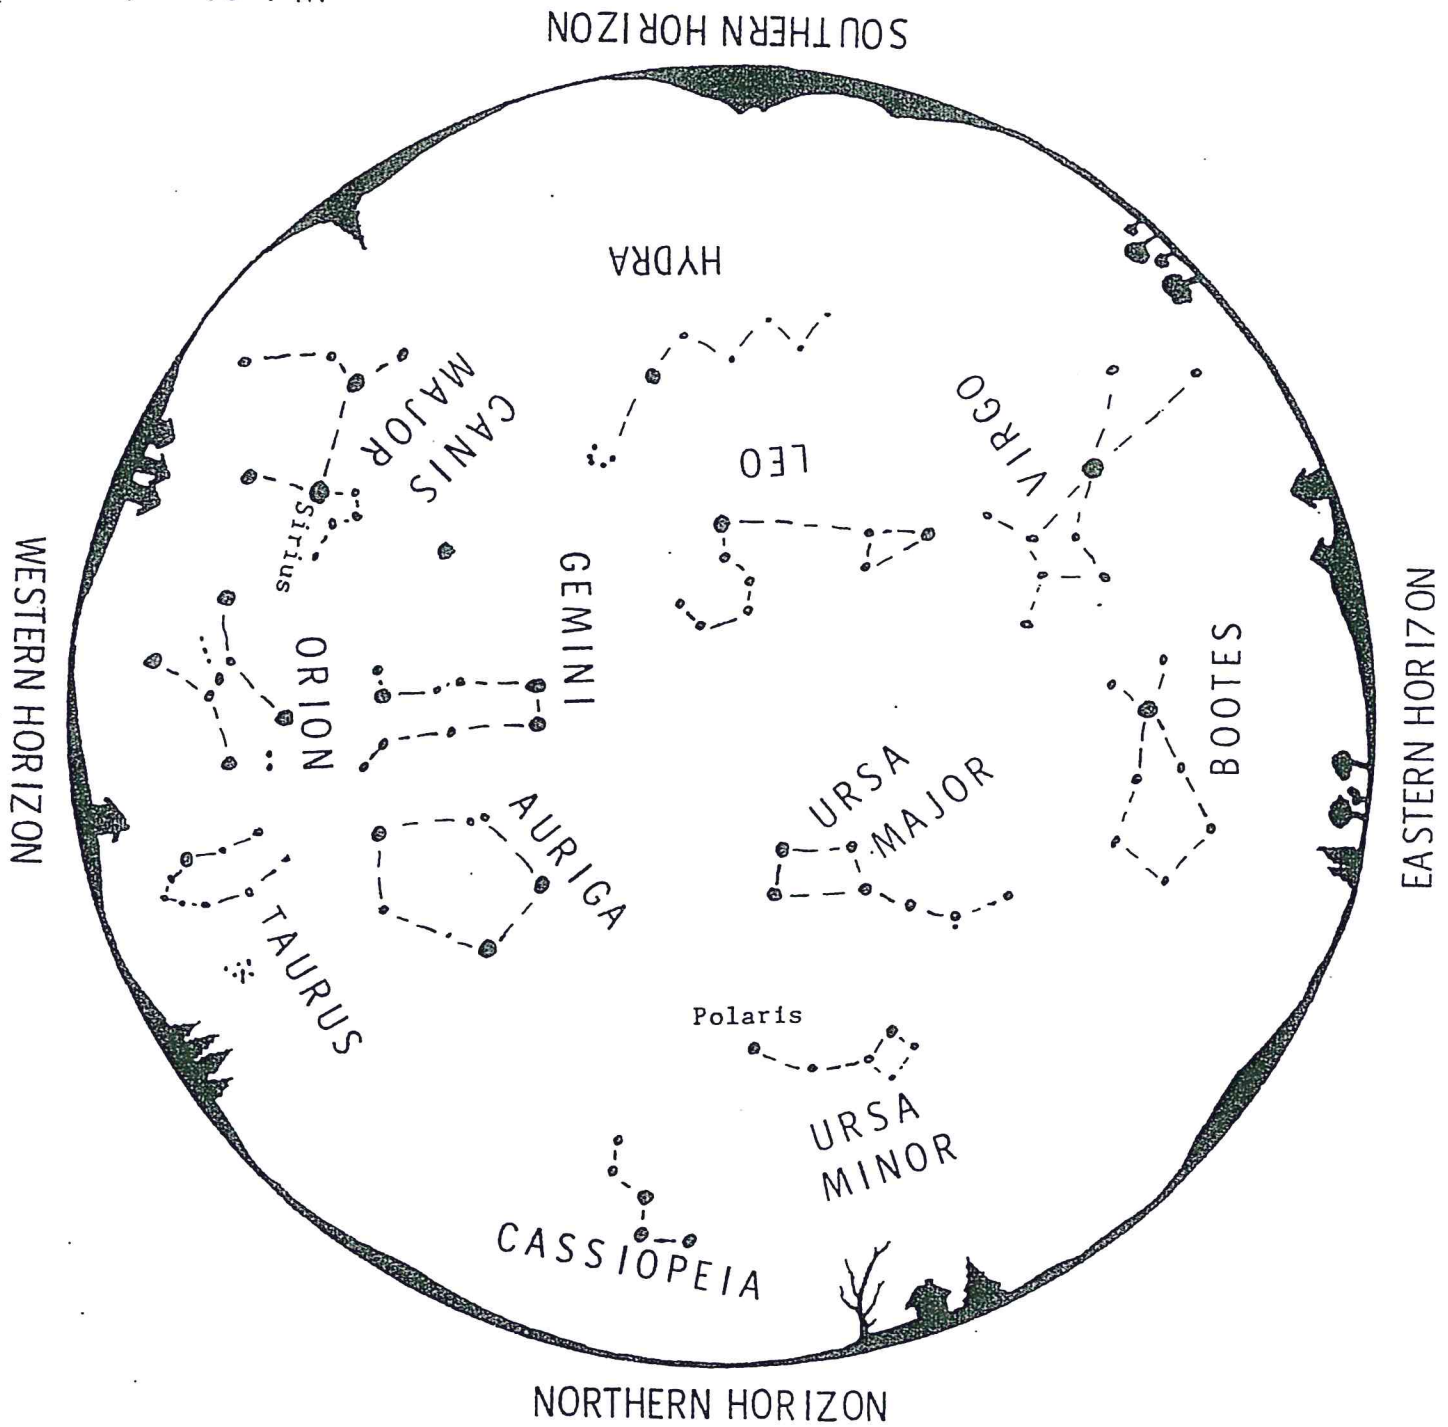 SOUTHERN HORIZON
HYDRA
CANIS
MAJOR
VIRGO
LEO
Sirius
GEMINI
WESTERN HORIZON
EASTERN HORIZON
ORION
BOOTES
URSA
MAJOR
AURIGA
TAURUS
Polaris
URSA
MINOR
CASSIOPEIA
NORTHERN HORIZON